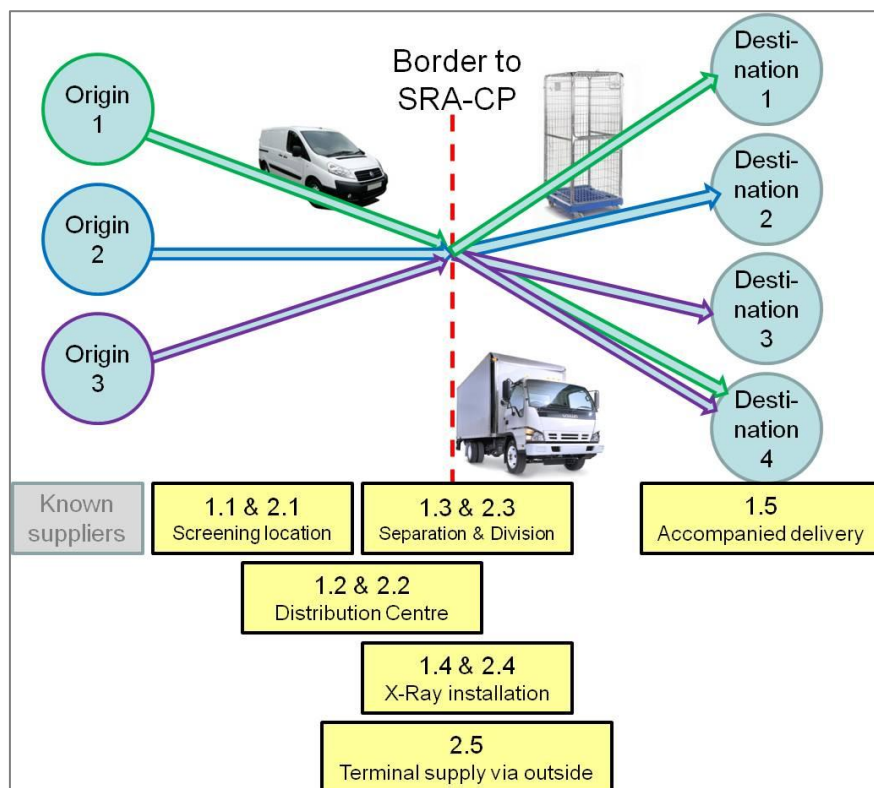 Origin
1
Origin
2
Origin
3
Border to
SRA-CP
Desti-
nation
1
Desti-
nation
2
Desti-
nation
3
Desti-
nation
4
Known
suppliers
1.1 & 2.1
Screening location
1.3 & 2.3
Separation & Division
1.5
Accompanied delivery
1.2 & 2.2
Distribution Centre
1.4 & 2.4
X-Ray installation
2.5
Terminal supply via outside